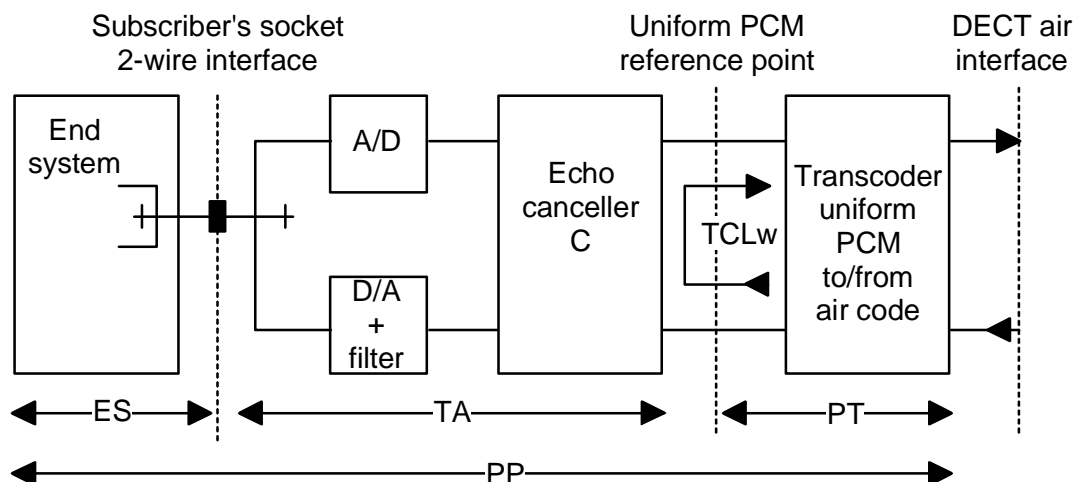 Subscriber's socket
2-wire interface
Uniform PCM
reference point
DECT air
interface
End
system
A/D
D/A
+
filter
Echo
canceller
C
TCLw
Transcoder
uniform
PCM
to/from
air code
ES
TA
PT
PP